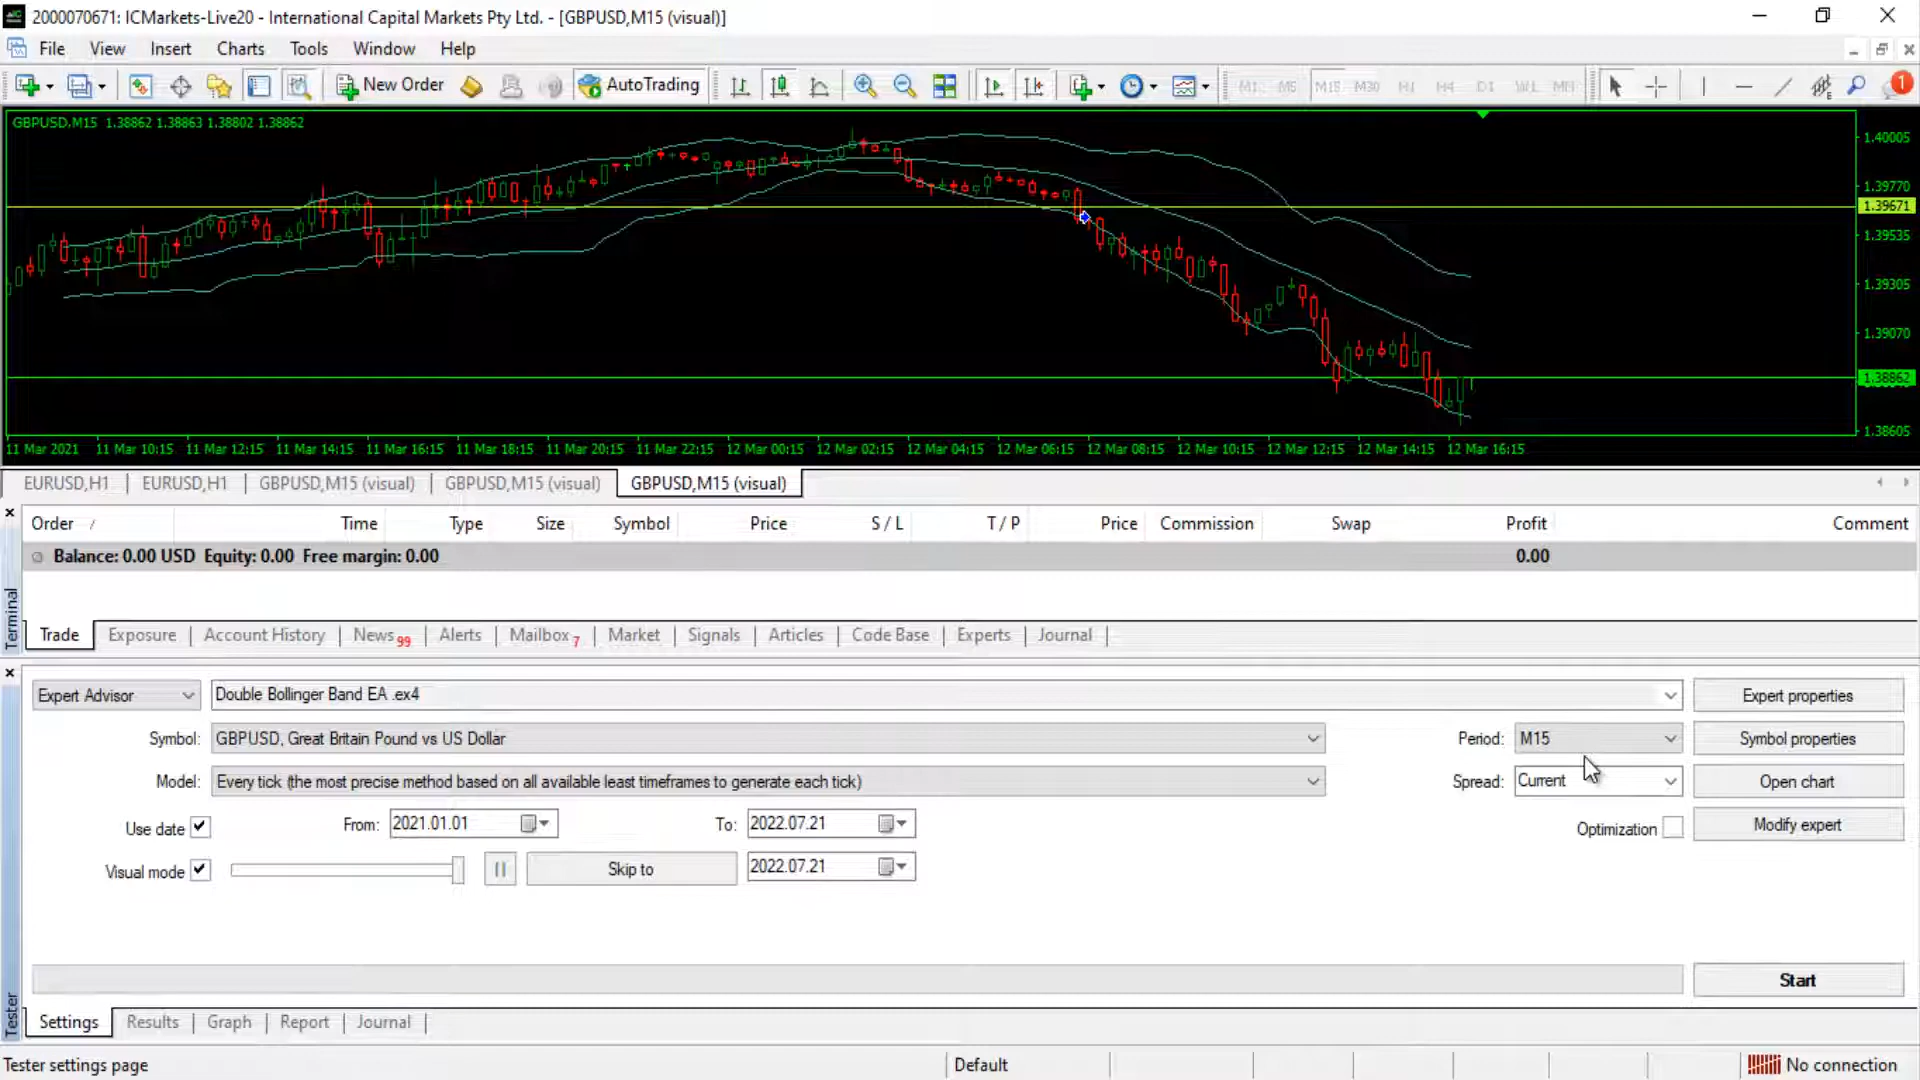 2000070671: ICMarkets-Live20 - International Capital Markets Pty Ltd. - [GBPUSD,M15 (visual)]
File View Insert Charts Tools Window Help
New Order AutoTrading M1 M5 M15 M30 H1 H4 D1 W1 MN 1
GBPUSD,M15 1.38862 1.38863 1.38802 1.38862
1.40005
1.39770
1.39671
1.39535
1.39305
1.39070
1.38862
1.38605
11 Mar 2021 11 Mar 10:15 11 Mar 12:15 11 Mar 14:15 11 Mar 16:15 11 Mar 18:15 11 Mar 20:15 11 Mar 22:15 12 Mar 00:15 12 Mar 02:15 12 Mar 04:15 12 Mar 06:15 12 Mar 08:15 12 Mar 10:15 12 Mar 12:15 12 Mar 14:15 12 Mar 16:15
EURUSD,H1 EURUSD,H1 GBPUSD,M15 (visual) GBPUSD,M15 (visual) GBPUSD,M15 (visual)
Order / Time Type Size Symbol Price S / L T / P Price Commission Swap Profit Comment
Balance: 0.00 USD Equity: 0.00 Free margin: 0.00 0.00
Terminal
Trade Exposure Account History News 99 Alerts Mailbox 7 Market Signals Articles Code Base Experts Journal
Expert Advisor Double Bollinger Band EA .ex4 Expert properties
Symbol: GBPUSD, Great Britain Pound vs US Dollar Period: M15 Symbol properties
Model: Every tick (the most precise method based on all available least timeframes to generate each tick) Spread: Current Open chart
Use date From: 2021.01.01 To: 2022.07.21 Optimization Modify expert
Visual mode Skip to 2022.07.21
Start
Tester
Settings Results Graph Report Journal
Tester settings page Default No connection